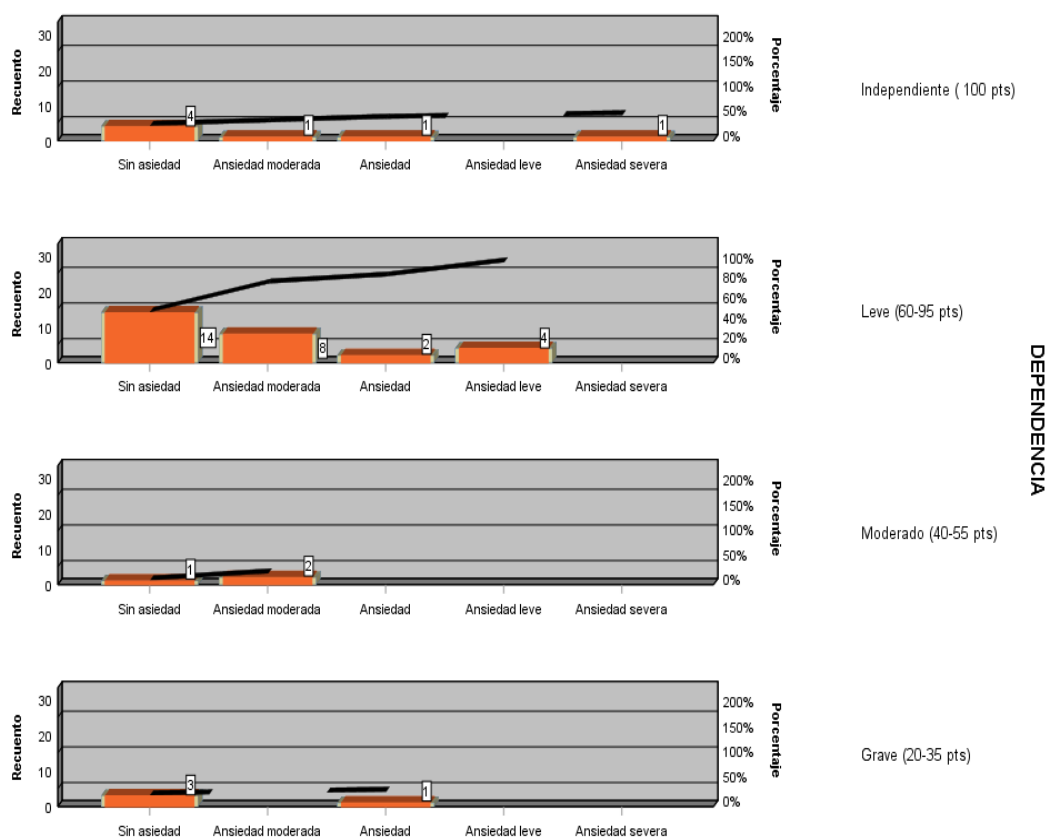 Recuento
30
20
10
0
4
1
1
1
200%
150%
100%
50%
0%
Porcentaje
Sin asiedad
Ansiedad moderada
Ansiedad
Ansiedad leve
Ansiedad severa
Independiente ( 100 pts)
Recuento
30
20
10
0
14
8
2
4
100%
80%
60%
40%
20%
0%
Porcentaje
Sin asiedad
Ansiedad moderada
Ansiedad
Ansiedad leve
Ansiedad severa
Leve (60-95 pts)
DEPENDENCIA
Recuento
30
20
10
0
1
2
200%
150%
100%
50%
0%
Porcentaje
Sin asiedad
Ansiedad moderada
Ansiedad
Ansiedad leve
Ansiedad severa
Moderado (40-55 pts)
Recuento
30
20
10
0
3
1
200%
150%
100%
50%
0%
Porcentaje
Sin asiedad
Ansiedad moderada
Ansiedad
Ansiedad leve
Ansiedad severa
Grave (20-35 pts)